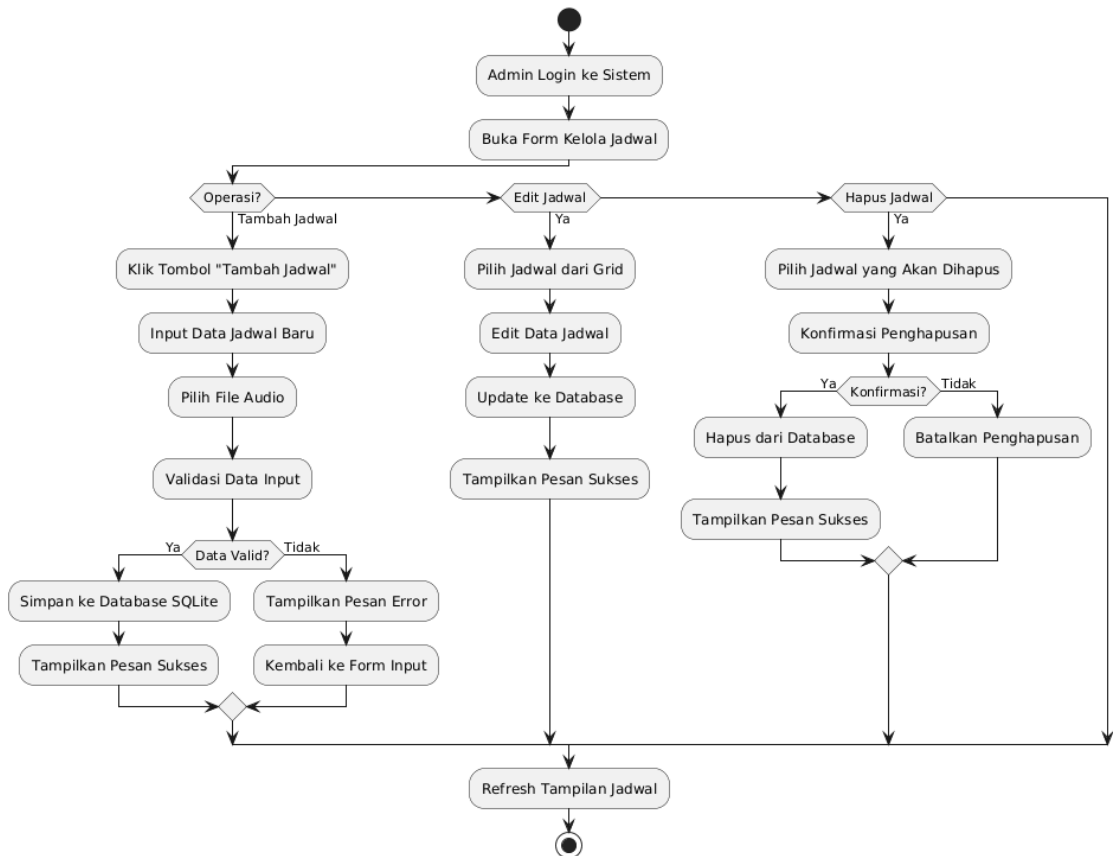 Admin Login ke Sistem
Buka Form Kelola Jadwal
Operasi?
Tambah Jadwal
Klik Tombol "Tambah Jadwal"
Input Data Jadwal Baru
Pilih File Audio
Validasi Data Input
Data Valid?
Ya
Simpan ke Database SQLite
Tampilkan Pesan Sukses
Tidak
Tampilkan Pesan Error
Kembali ke Form Input
Edit Jadwal
Ya
Pilih Jadwal dari Grid
Edit Data Jadwal
Update ke Database
Tampilkan Pesan Sukses
Hapus Jadwal
Ya
Pilih Jadwal yang Akan Dihapus
Konfirmasi Penghapusan
Konfirmasi?
Ya
Hapus dari Database
Tampilkan Pesan Sukses
Tidak
Batalkan Penghapusan
Refresh Tampilan Jadwal